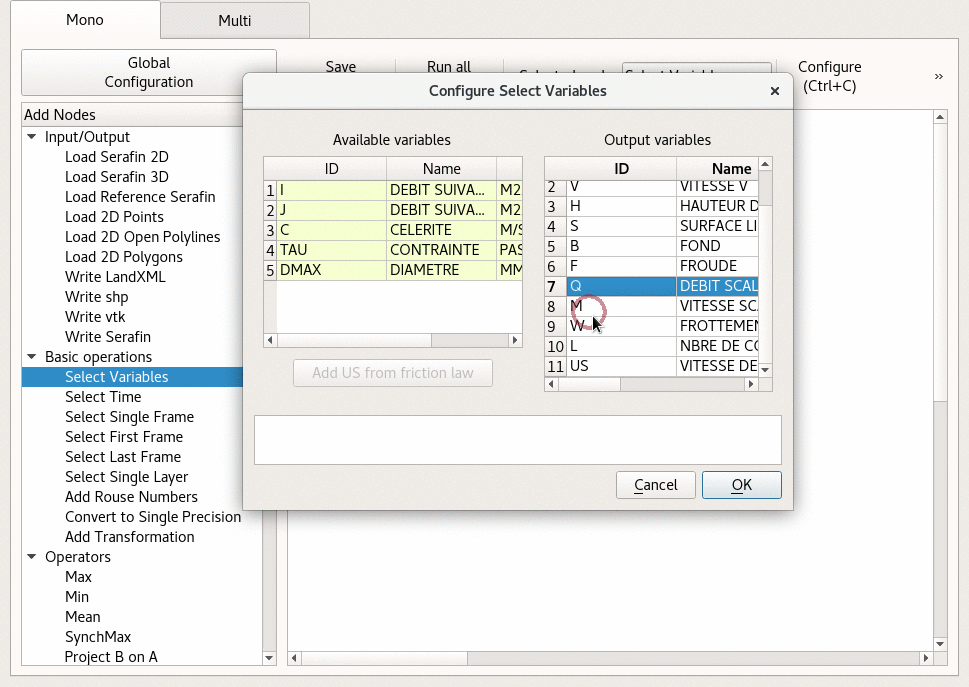 Mono
Multi
Global
Configuration
Save
Run all
Configure
(Ctrl+C)
»
Add Nodes
Input/Output
Load Serafin 2D
Load Serafin 3D
Load Reference Serafin
Load 2D Points
Load 2D Open Polylines
Load 2D Polygons
Write LandXML
Write shp
Write vtk
Write Serafin
Basic operations
Select Variables
Select Time
Select Single Frame
Select First Frame
Select Last Frame
Select Single Layer
Add Rouse Numbers
Convert to Single Precision
Add Transformation
Operators
Max
Min
Mean
SynchMax
Project B on A
Configure Select Variables
Available variables
ID Name
1 I DEBIT SUIVA... M2
2 J DEBIT SUIVA... M2
3 C CELERITE M/S
4 TAU CONTRAINTE PAS
5 DMAX DIAMETRE MM
Add US from friction law
Output variables
ID Name
2 V VITESSE V
3 H HAUTEUR D
4 S SURFACE LI
5 B FOND
6 F FROUDE
7 Q DEBIT SCAL
8 M VITESSE SC
9 W FROTTEMEN
10 L NBRE DE CO
11 US VITESSE DE
Cancel
OK